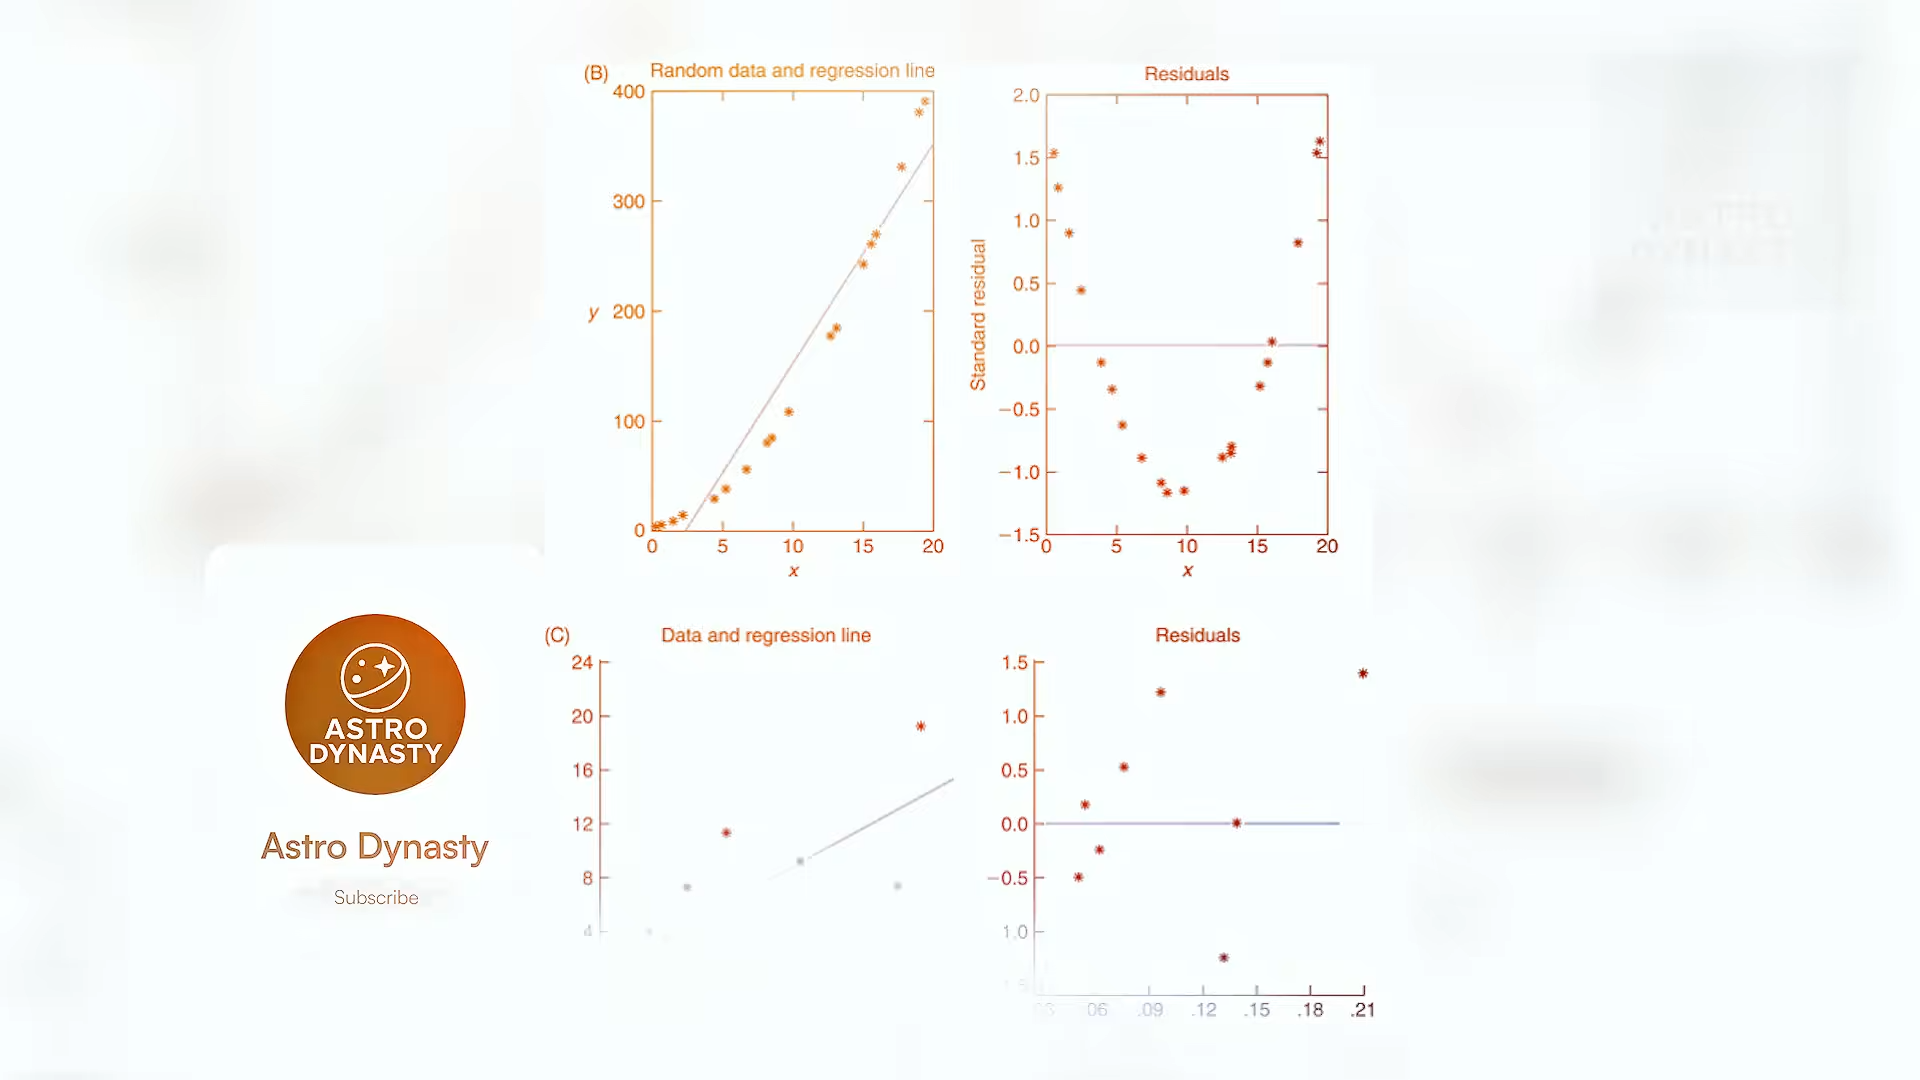 (B) Random data and regression line
400
300
y 200
100
0
0 5 10 15 20
x
Residuals
2.0
1.5
1.0
0.5
0.0
−0.5
−1.0
−1.5
Standard residual
0 5 10 15 20
x
(C) Data and regression line
24
20
16
12
8
4
Residuals
1.5
1.0
0.5
0.0
−0.5
1.0
06 .09 .12 .15 .18 .21
ASTRO
DYNASTY
Astro Dynasty
Subscribe